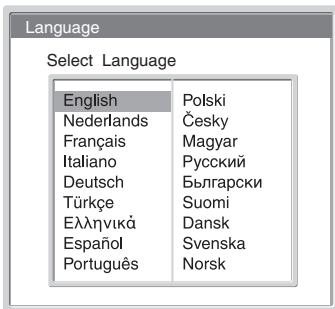 Language
Select Language
English
Nederlands
Français
Italiano
Deutsch
Türkçe
Ελληνικά
Español
Português
Polski
Česky
Magyar
Русский
Бьлгарски
Suomi
Dansk
Svenska
Norsk